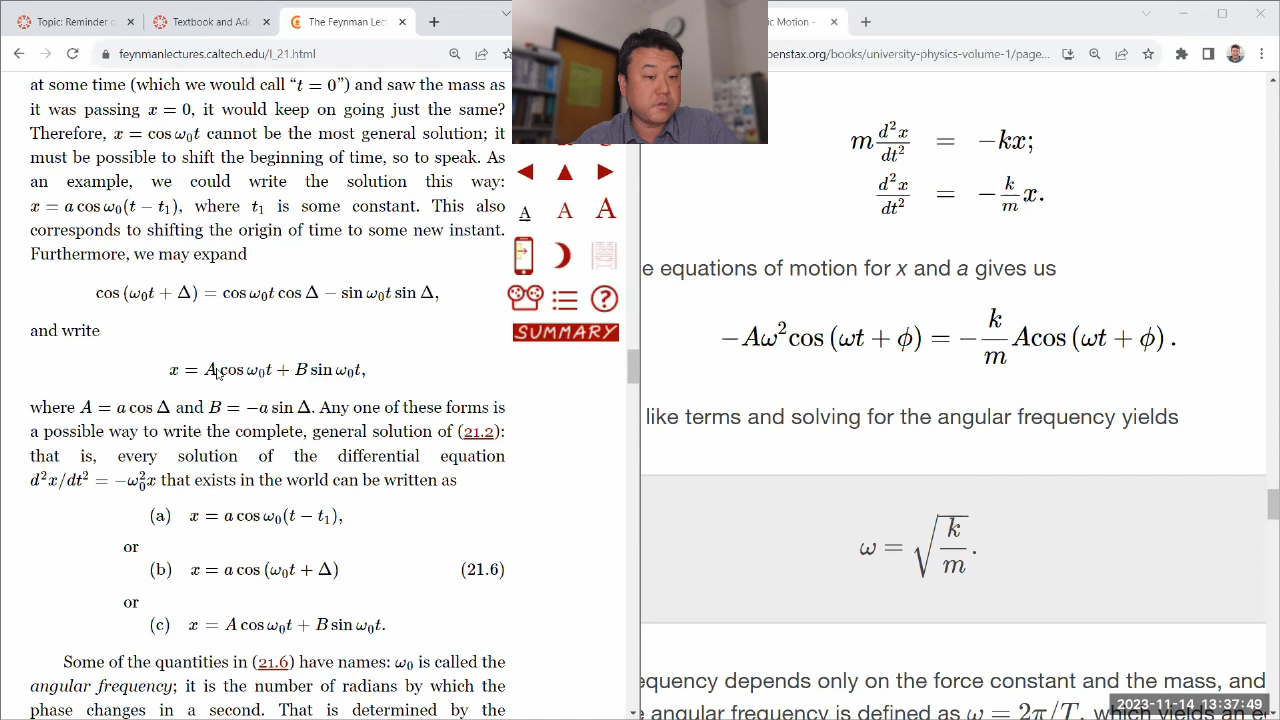 Topic: Reminder o
Textbook and Ad
The Feynman Lec
ic Motion -
feynmanlectures.caltech.edu/I_21.html
penstax.org/books/university-physics-volume-1/page...
at some time (which we would call “t = 0”) and saw the mass as
it was passing x = 0, it would keep on going just the same?
Therefore, x = cos ω₀t cannot be the most general solution; it
must be possible to shift the beginning of time, so to speak. As
an example, we could write the solution this way:
x = a cos ω₀(t − t₁), where t₁ is some constant. This also
corresponds to shifting the origin of time to some new instant.
Furthermore, we may expand
cos (ω₀t + Δ) = cos ω₀t cos Δ − sin ω₀t sin Δ,
and write
x = A cos ω₀t + B sin ω₀t,
where A = a cos Δ and B = −a sin Δ. Any one of these forms is
a possible way to write the complete, general solution of (21.2):
that is, every solution of the differential equation
d²x/dt² = −ω₀²x that exists in the world can be written as
(a) x = a cos ω₀(t − t₁),
or
(b) x = a cos (ω₀t + Δ) (21.6)
or
(c) x = A cos ω₀t + B sin ω₀t.
Some of the quantities in (21.6) have names: ω₀ is called the
angular frequency; it is the number of radians by which the
phase changes in a second. That is determined by the
A A A
?
SUMMARY
m d²x/dt² = −kx;
d²x/dt² = −k/m x.
e equations of motion for x and a gives us
−Aω²cos (ωt + ϕ) = −k/m Acos (ωt + ϕ) .
like terms and solving for the angular frequency yields
ω = √(k/m).
equency depends only on the force constant and the mass, and
e angular frequency is defined as ω = 2π/T, which yields an e
2023-11-14 13:37:49